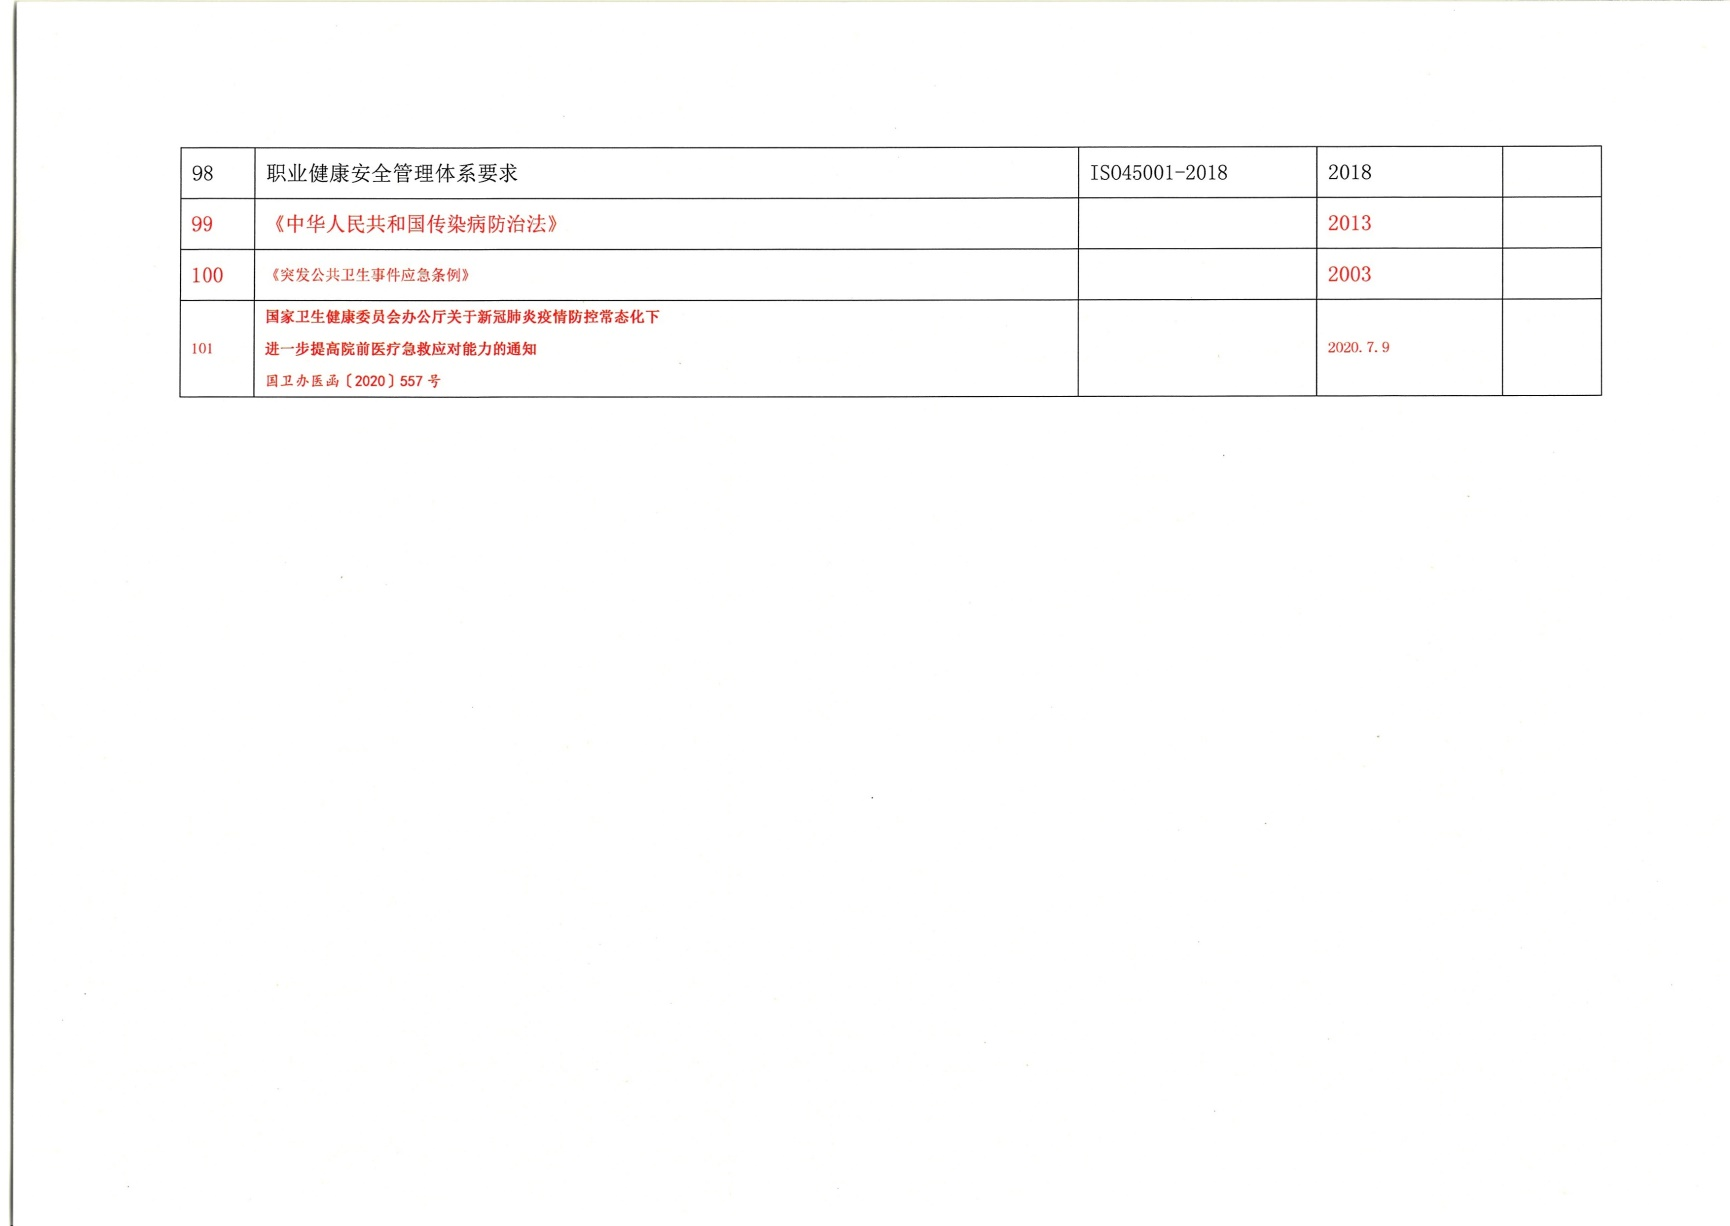 98 职业健康安全管理体系要求 ISO45001-2018 2018
99 《中华人民共和国传染病防治法》 2013
100 《突发公共卫生事件应急条例》 2003
国家卫生健康委员会办公厅关于新冠肺炎疫情防控常态化下
101 进一步提高院前医疗急救应对能力的通知 2020.7.9
国卫办医函〔2020〕557 号